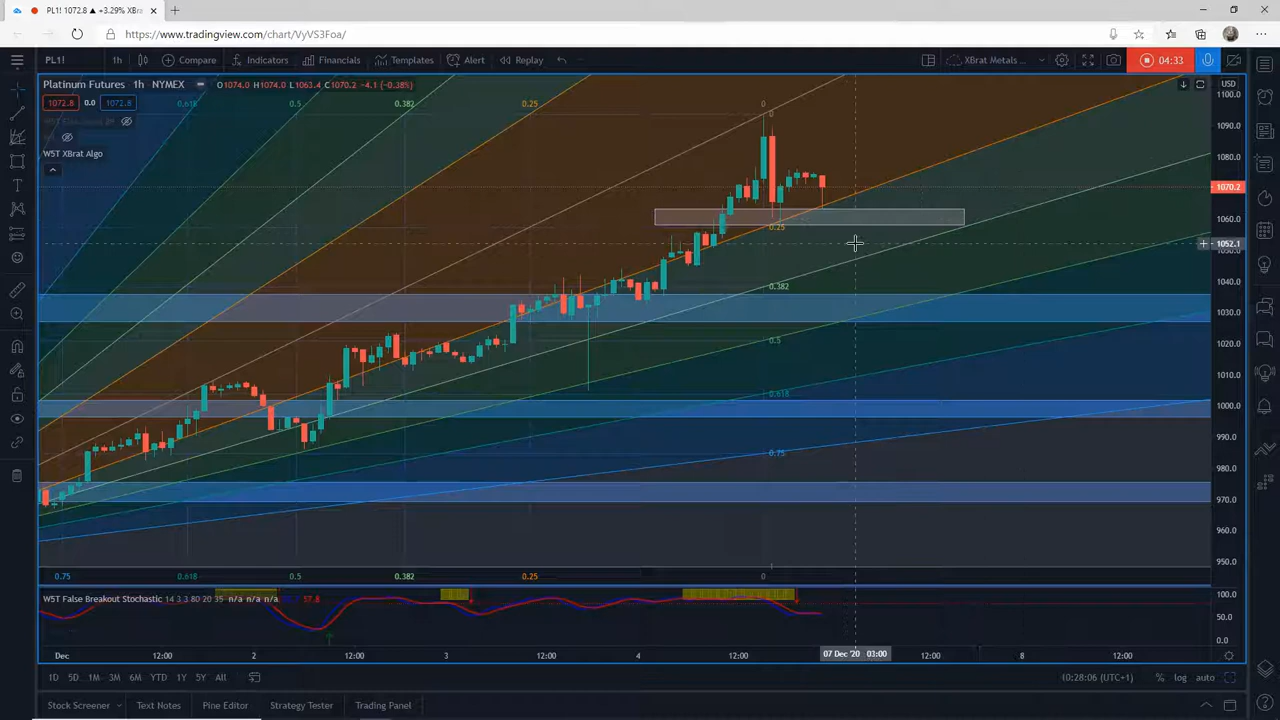 PL1! 1072.8 ▲ +3.29% XBra
https://www.tradingview.com/chart/VyVS3Foa/
PL1! 1h Compare Indicators Financials Templates Alert Replay XBrat Metals ... 04:33
Platinum Futures 1h NYMEX O1074.0 H1074.0 L1063.4 C1070.2 -4.1 (-0.38%) USD
1072.8 0.0 1072.8
W5T XBrat Algo
0.618 0.5 0.382 0.25 0
0
0.25
0.382
0.5
0.618
0.75
1100.0
1090.0
1080.0
1070.2
1060.0
1052.1
1040.0
1030.0
1020.0
1010.0
1000.0
990.0
980.0
970.0
960.0
950.0
0.75 0.618 0.5 0.382 0.25 0
W5T False Breakout Stochastic 14 3 3 80 20 35 n/a n/a n/a 57.8
100.0
50.0
0.0
Dec 12:00 2 12:00 3 12:00 4 12:00 07 Dec '20 03:00 12:00 8 12:00
1D 5D 1M 3M 6M YTD 1Y 5Y All 0:28:06 (UTC+1) % log auto
Stock Screener Text Notes Pine Editor Strategy Tester Trading Panel